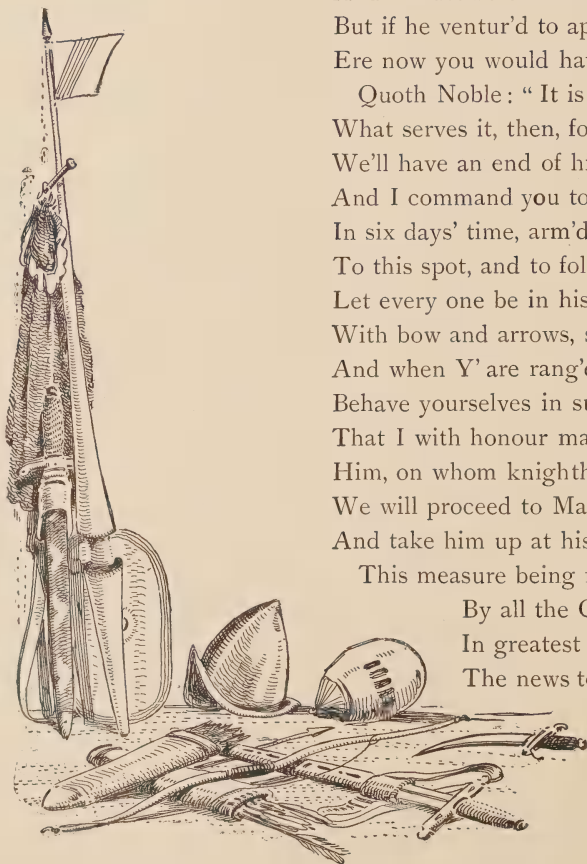 But if he ventur'd to ap
Ere now you would hav
Quoth Noble: “ It is
What serves it, then, fo
We'll have an end of hi
And I command you to
In six days' time, arm'd
To this spot, and to fol
Let every one be in his
With bow and arrows, s
And when Y' are rang'd
Behave yourselves in su
That I with honour ma
Him, on whom knighth
We will proceed to Ma
And take him up at his
This measure being
By all the
In greatest
The news to